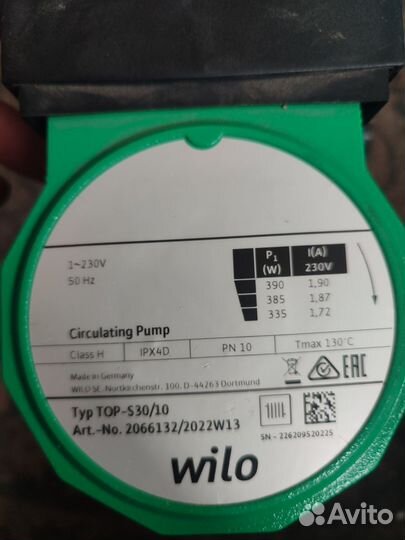 1~230V
50 Hz
P1 (W) I(A) 230V
390 1,90
385 1,87
335 1,72
Circulating Pump
Class H IPX4D PN 10 Tmax 130°C
Made in Germany
WILO SE. Nortkirchenstr. 100. D-44263 Dortmund
EAC
Typ TOP-S30/10
Art.-No. 2066132/2022W13
SN - 226209520225
wilo
Avito